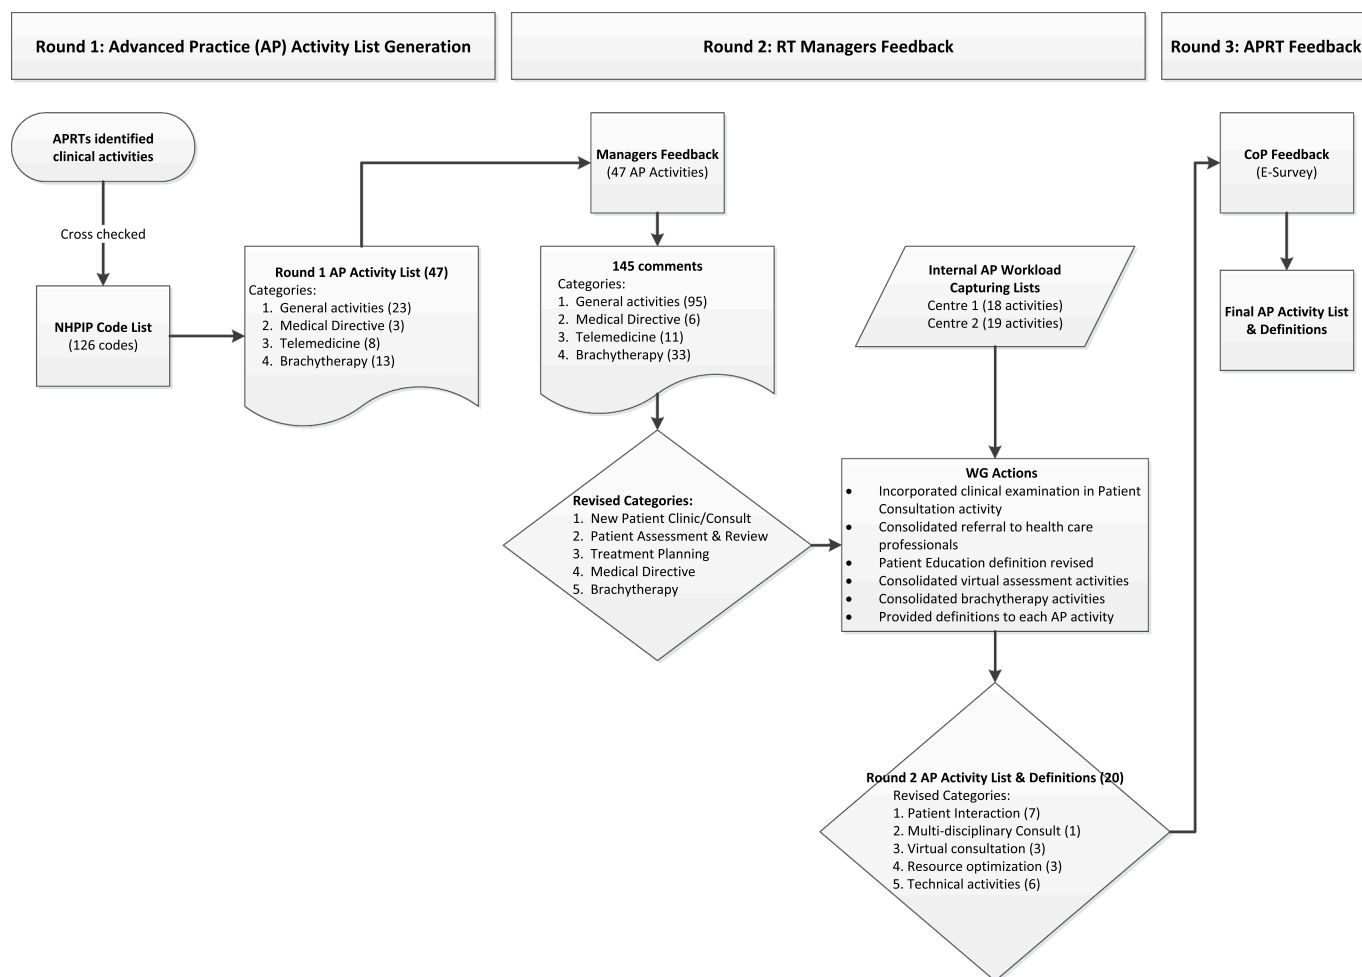 Round 1: Advanced Practice (AP) Activity List Generation
Round 2: RT Managers Feedback
Round 3: APRT Feedback
APRTs identified
clinical activities
Cross checked
NHPIP Code List
(126 codes)
Round 1 AP Activity List (47)
Categories:
1. General activities (23)
2. Medical Directive (3)
3. Telemedicine (8)
4. Brachytherapy (13)
Managers Feedback
(47 AP Activities)
145 comments
Categories:
1. General activities (95)
2. Medical Directive (6)
3. Telemedicine (11)
4. Brachytherapy (33)
Revised Categories:
1. New Patient Clinic/Consult
2. Patient Assessment & Review
3. Treatment Planning
4. Medical Directive
5. Brachytherapy
Internal AP Workload
Capturing Lists
Centre 1 (18 activities)
Centre 2 (19 activities)
WG Actions
• Incorporated clinical examination in Patient
Consultation activity
• Consolidated referral to health care
professionals
• Patient Education definition revised
• Consolidated virtual assessment activities
• Consolidated brachytherapy activities
• Provided definitions to each AP activity
Round 2 AP Activity List & Definitions (20)
Revised Categories:
1. Patient Interaction (7)
2. Multi-disciplinary Consult (1)
3. Virtual consultation (3)
4. Resource optimization (3)
5. Technical activities (6)
CoP Feedback
(E-Survey)
Final AP Activity List
& Definitions